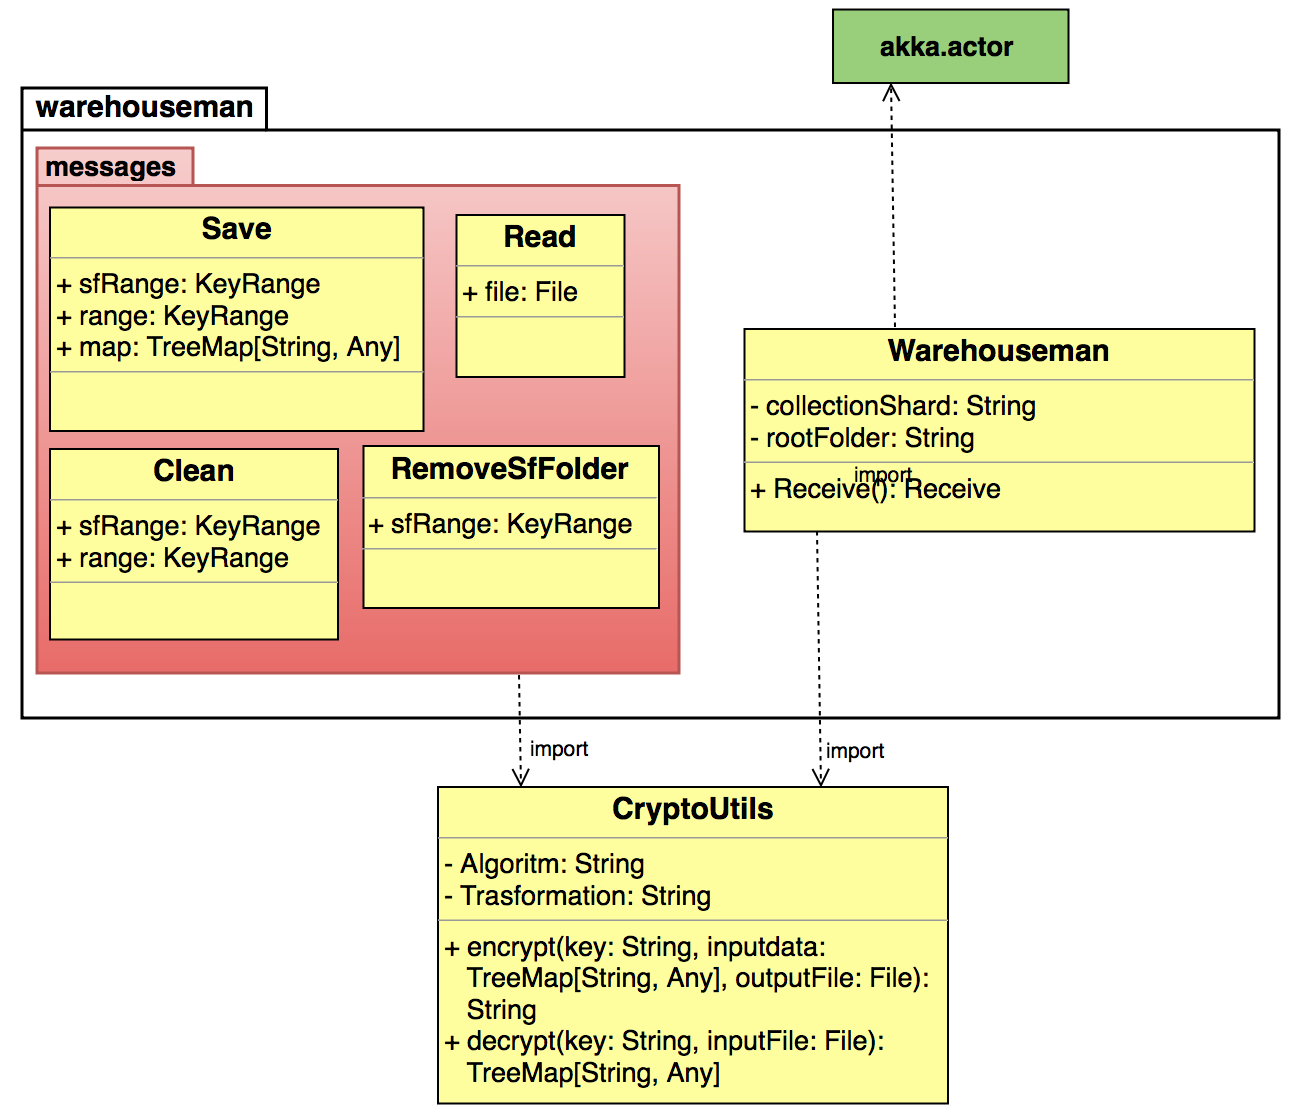 akka.actor
warehouseman
messages
Save
+ sfRange: KeyRange
+ range: KeyRange
+ map: TreeMap[String, Any]
Read
+ file: File
Clean
+ sfRange: KeyRange
+ range: KeyRange
RemoveSfFolder
+ sfRange: KeyRange
Warehouseman
- collectionShard: String
- rootFolder: String
import
+ Receive(): Receive
import
import
CryptoUtils
- Algoritm: String
- Trasformation: String
+ encrypt(key: String, inputdata:
TreeMap[String, Any], outputFile: File):
String
+ decrypt(key: String, inputFile: File):
TreeMap[String, Any]